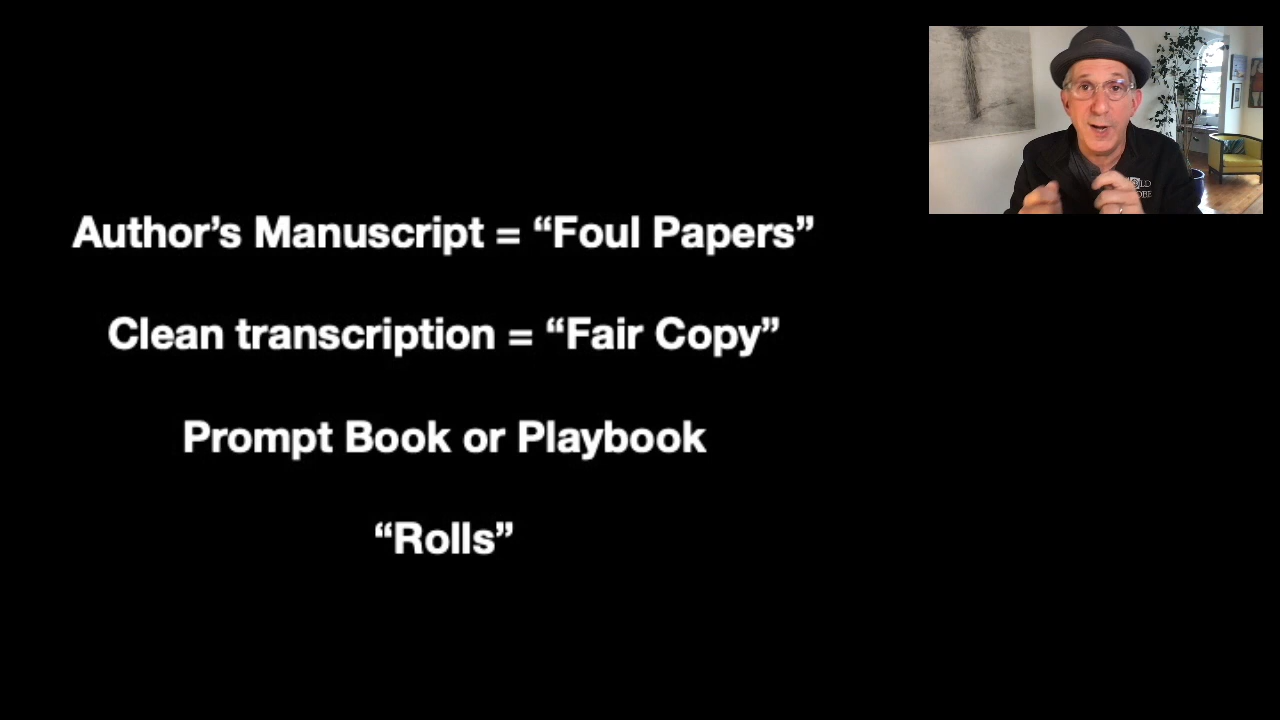 Author’s Manuscript = “Foul Papers”
Clean transcription = “Fair Copy”
Prompt Book or Playbook
“Rolls”